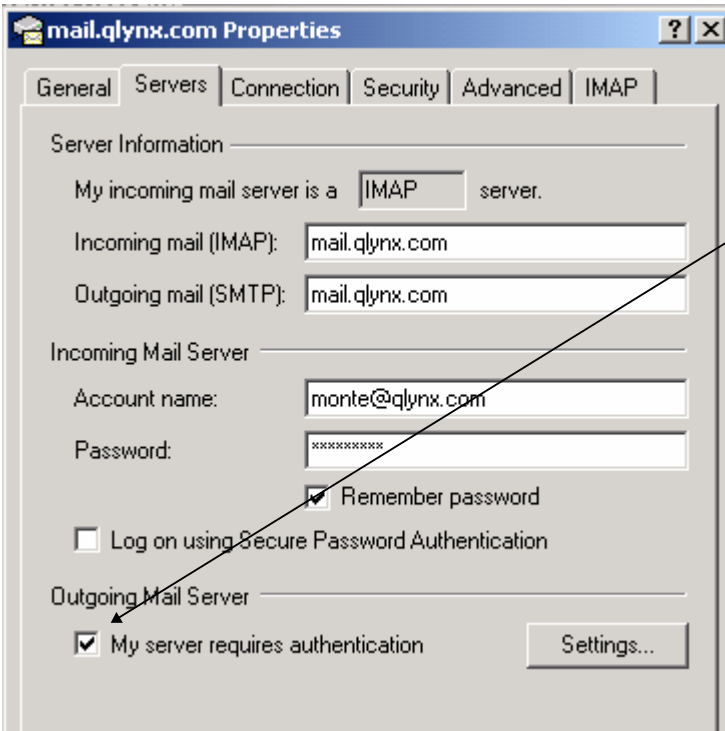 mail.qlynx.com Properties
General Servers Connection Security Advanced IMAP
Server Information
My incoming mail server is a IMAP server.
Incoming mail (IMAP): mail.qlynx.com
Outgoing mail (SMTP): mail.qlynx.com
Incoming Mail Server
Account name: monte@qlynx.com
Password: *********
Remember password
Log on using Secure Password Authentication
Outgoing Mail Server
My server requires authentication Settings...